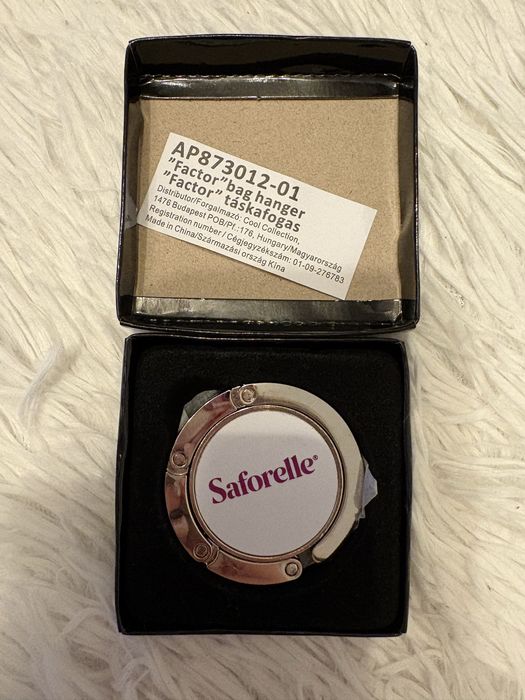 AP873012-01
"Factor" bag hanger
"Factor" táskafogas
Distributor/Forgalmazó: Cool Collection,
1476 Budapest POB/Pf.:176, Hungary/Magyarország
Registration number / Cégjegyzékszám: 01-09-276783
Made in China/Származási ország Kína
Saforelle®